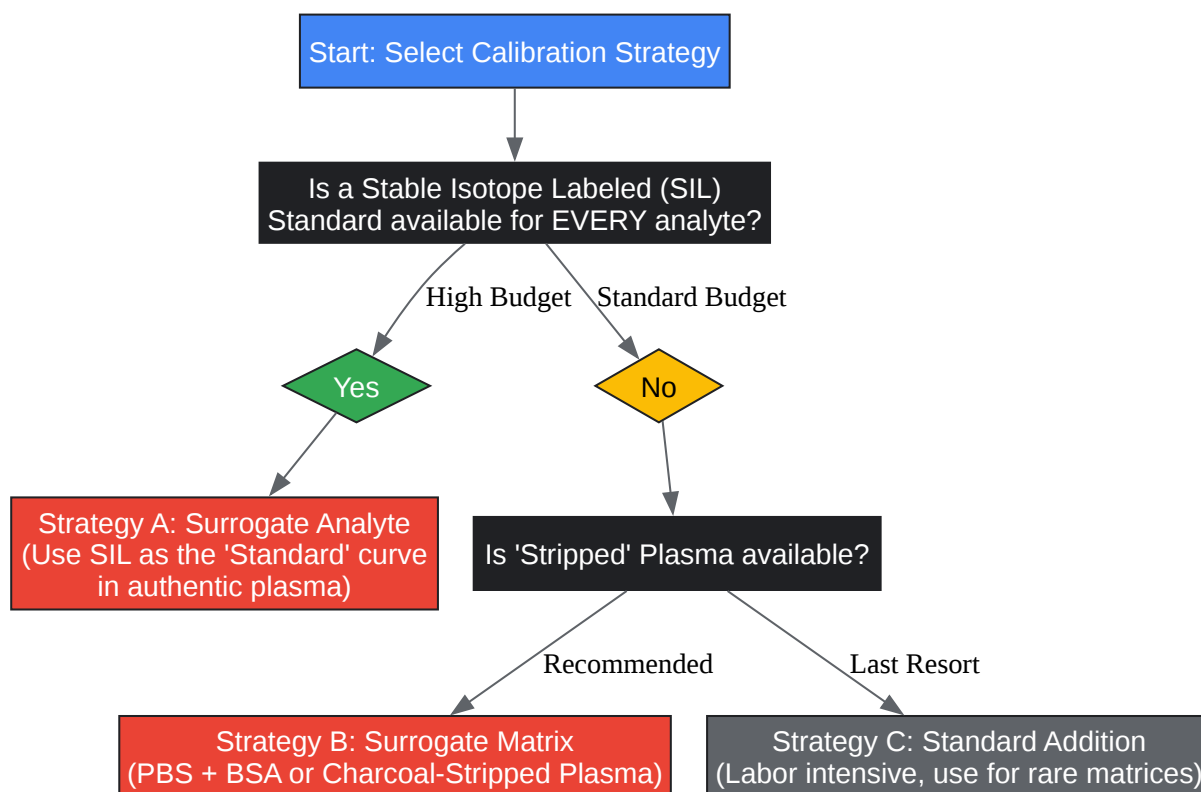 Start: Select Calibration Strategy
Is a Stable Isotope Labeled (SIL)
Standard available for EVERY analyte?
High Budget
Standard Budget
Yes
No
Strategy A: Surrogate Analyte
(Use SIL as the 'Standard' curve
in authentic plasma)
Is 'Stripped' Plasma available?
Recommended
Last Resort
Strategy B: Surrogate Matrix
(PBS + BSA or Charcoal-Stripped Plasma)
Strategy C: Standard Addition
(Labor intensive, use for rare matrices)